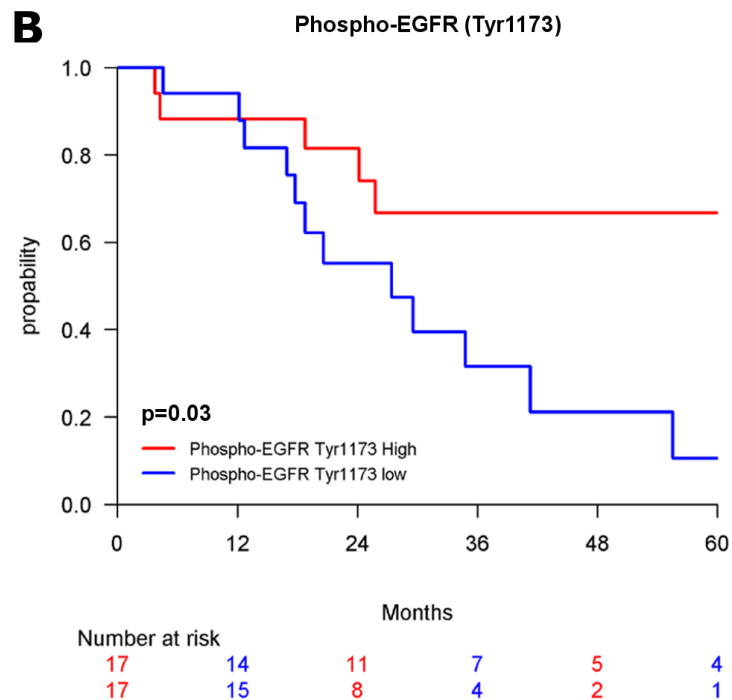 B
Phospho-EGFR (Tyr1173)
1.0
0.8
0.6
0.4
0.2
0.0
propability
p=0.03
Phospho-EGFR Tyr1173 High
Phospho-EGFR Tyr1173 low
0 12 24 36 48 60
Months
Number at risk
17 14 11 7 5 4
17 15 8 4 2 1